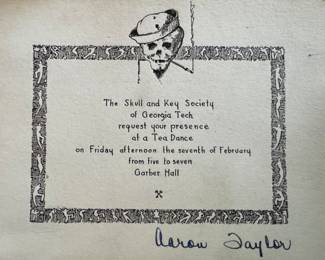 The Skull and Key Society
of Georgia Tech
request your presence
at a Tea Dance
on Friday afternoon the seventh of February
from five to seven
Garber Hall
Aaron Taylor